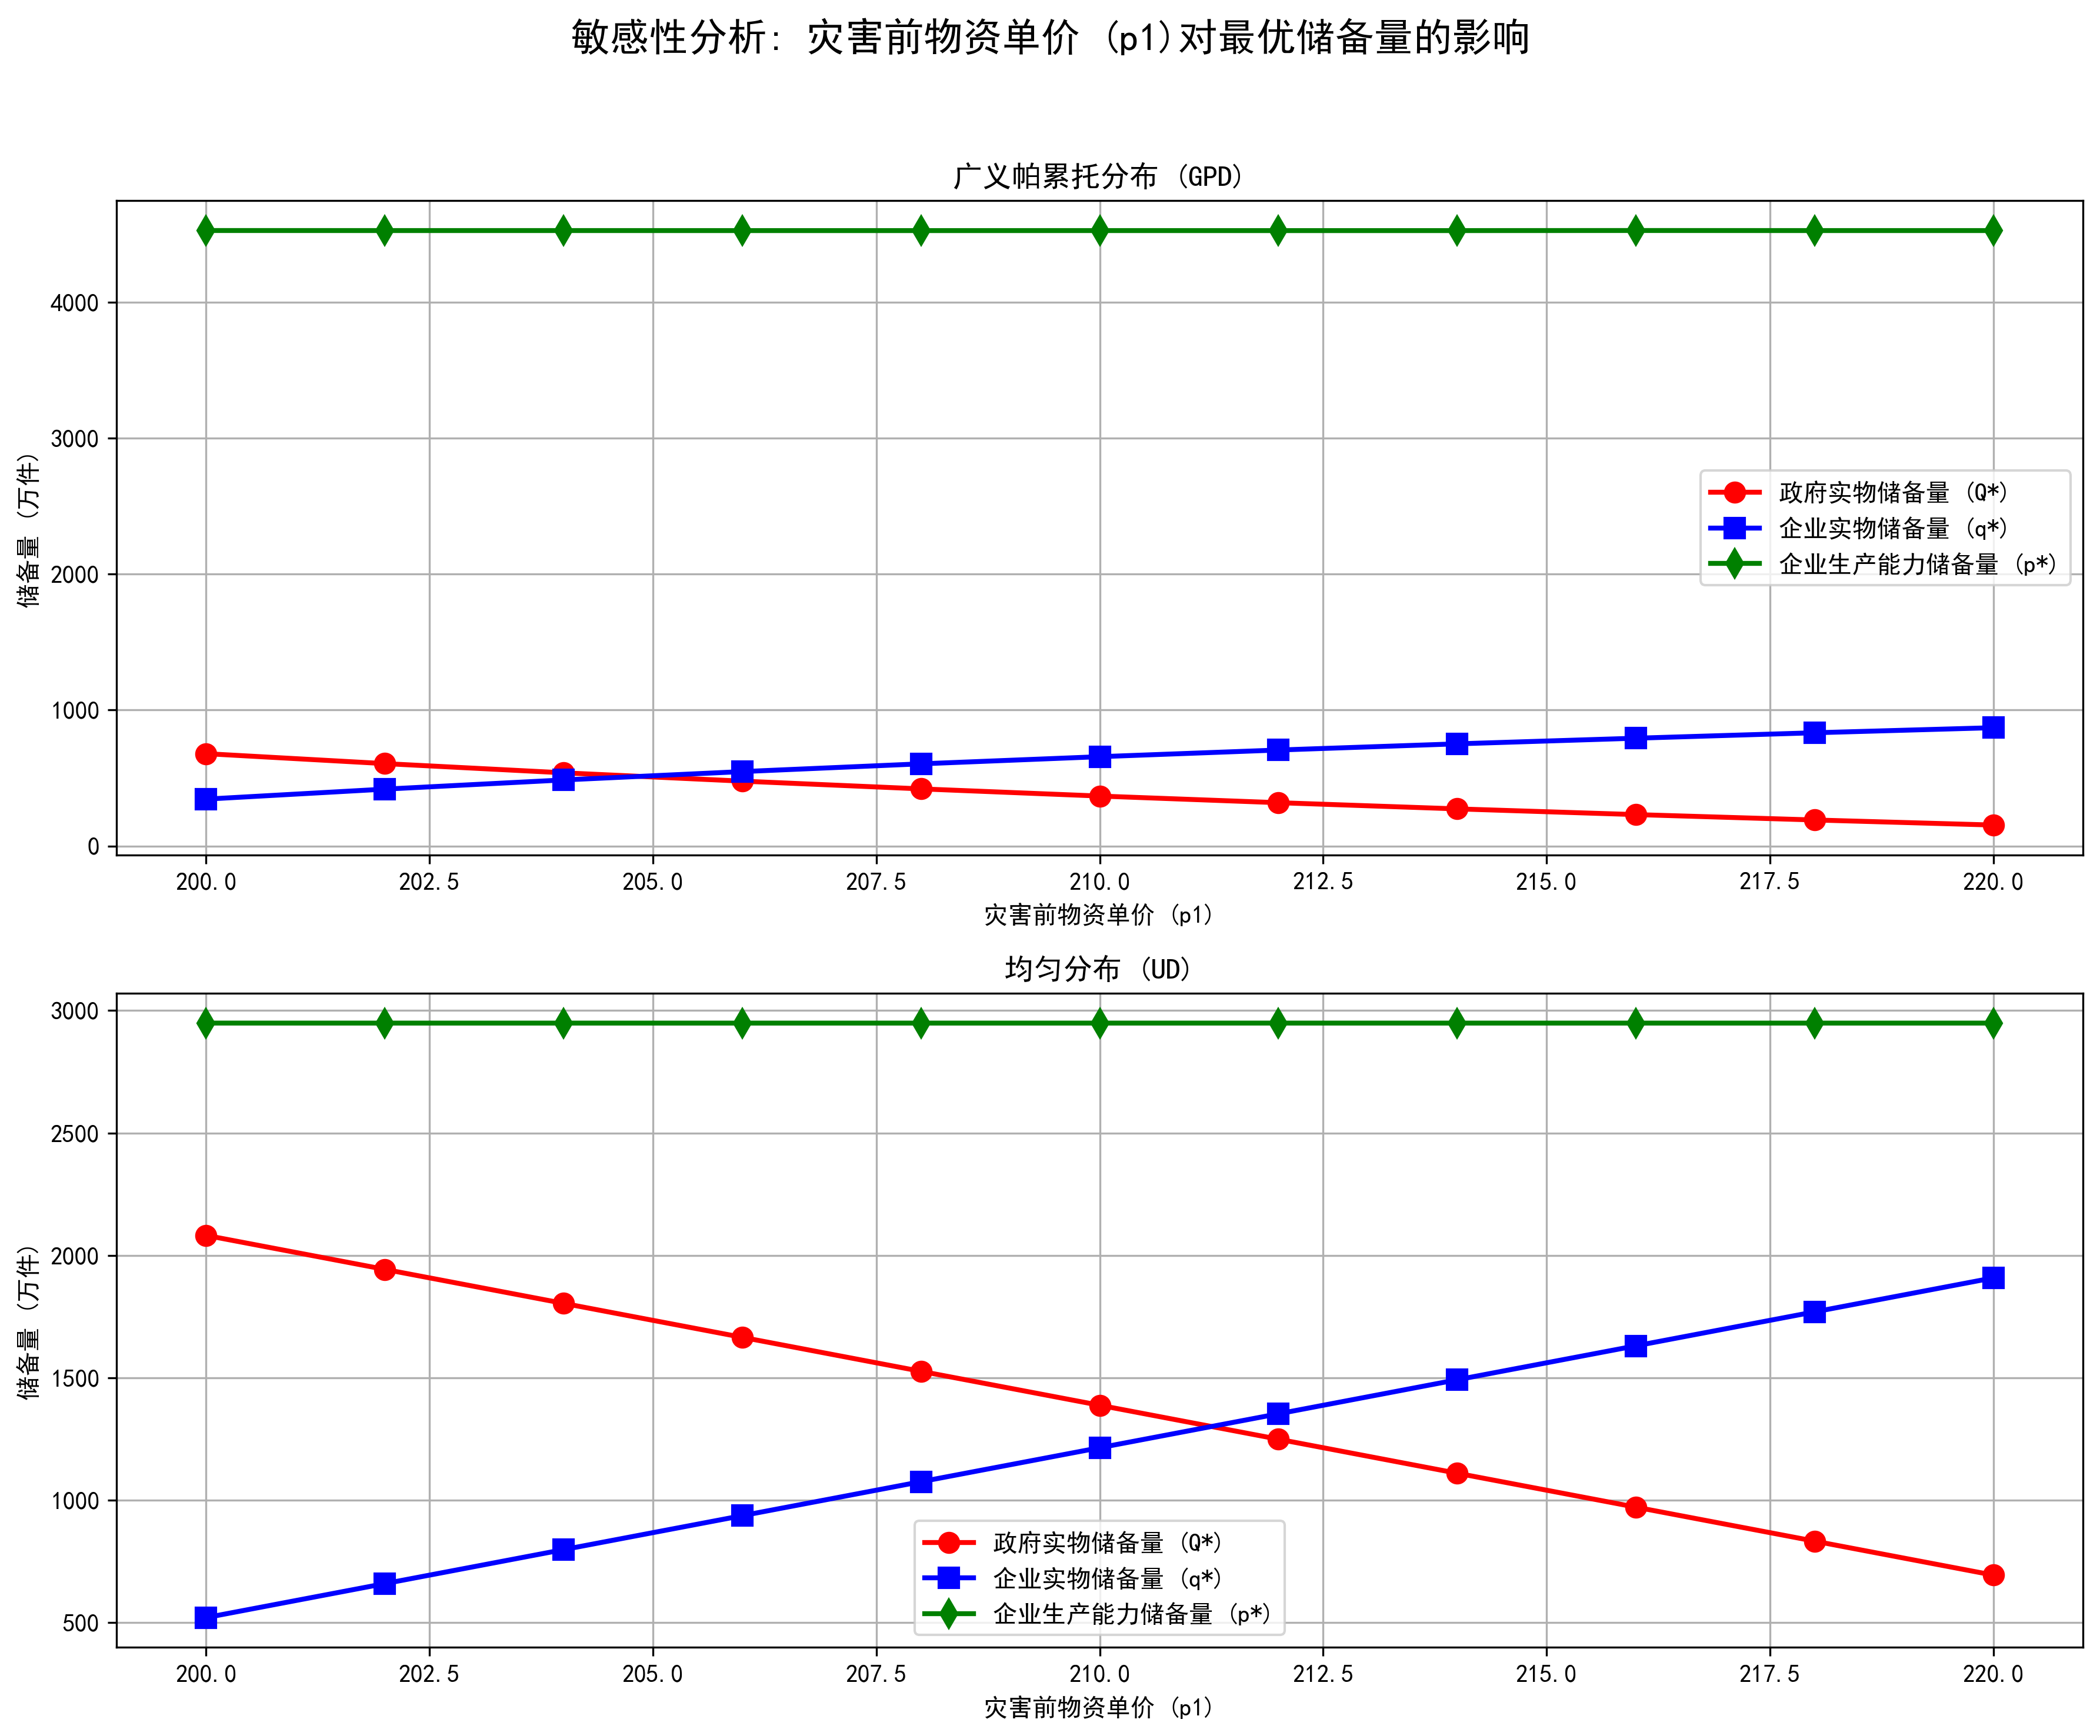 敏感性分析: 灾害前物资单价 (p1)对最优储备量的影响
广义帕累托分布 (GPD)
储备量 (万件)
4000
3000
2000
1000
0
政府实物储备量 (Q*)
企业实物储备量 (q*)
企业生产能力储备量 (p*)
200.0 202.5 205.0 207.5 210.0 212.5 215.0 217.5 220.0
灾害前物资单价 (p1)
均匀分布 (UD)
储备量 (万件)
3000
2500
2000
1500
1000
500
政府实物储备量 (Q*)
企业实物储备量 (q*)
企业生产能力储备量 (p*)
200.0 202.5 205.0 207.5 210.0 212.5 215.0 217.5 220.0
灾害前物资单价 (p1)